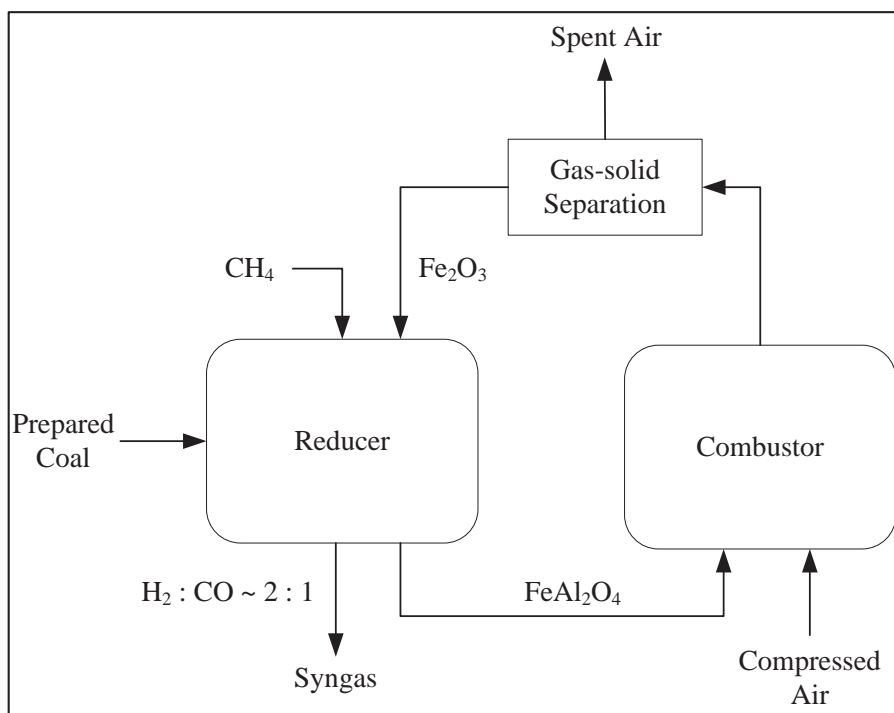 Spent Air
Gas-solid
Separation
CH₄
Fe₂O₃
Prepared
Coal
Reducer
Combustor
H₂ : CO ~ 2 : 1
FeAl₂O₄
Syngas
Compressed
Air